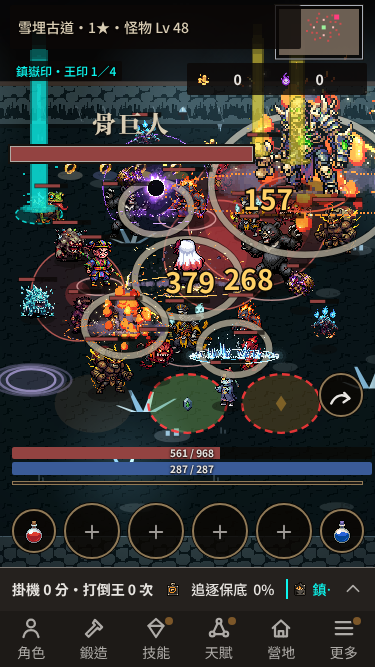 雪埋古道・1★・怪物 Lv 48
鎮獄印・王印 1／4
0
0
骨巨人
157
379
268
561 / 968
287 / 287
掛機 0 分・打倒王 0 次
追逐保底 0%
鎮·
角色
鍛造
技能
天賦
營地
更多